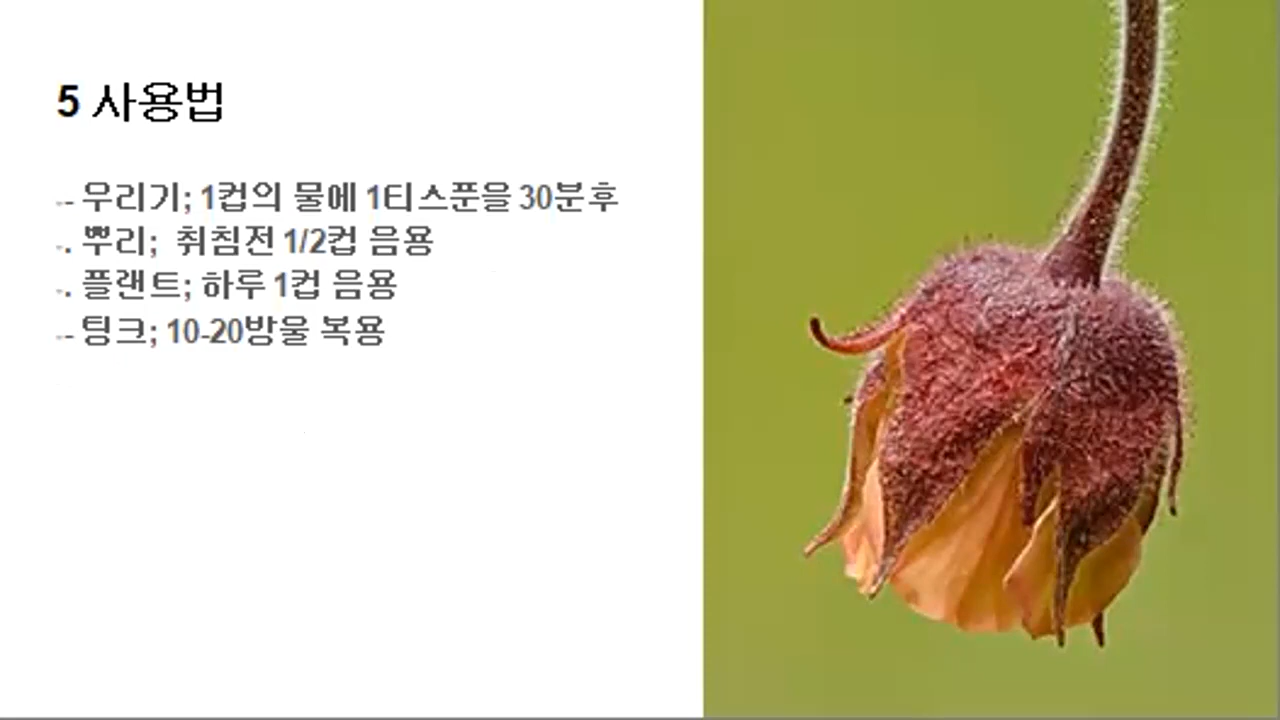 5 사용법
-- 우리기; 1컵의 물에 1티스푼을 30분후
-. 뿌리; 취침전 1/2컵 음용
-. 플랜트; 하루 1컵 음용
-- 팅크; 10-20방울 복용